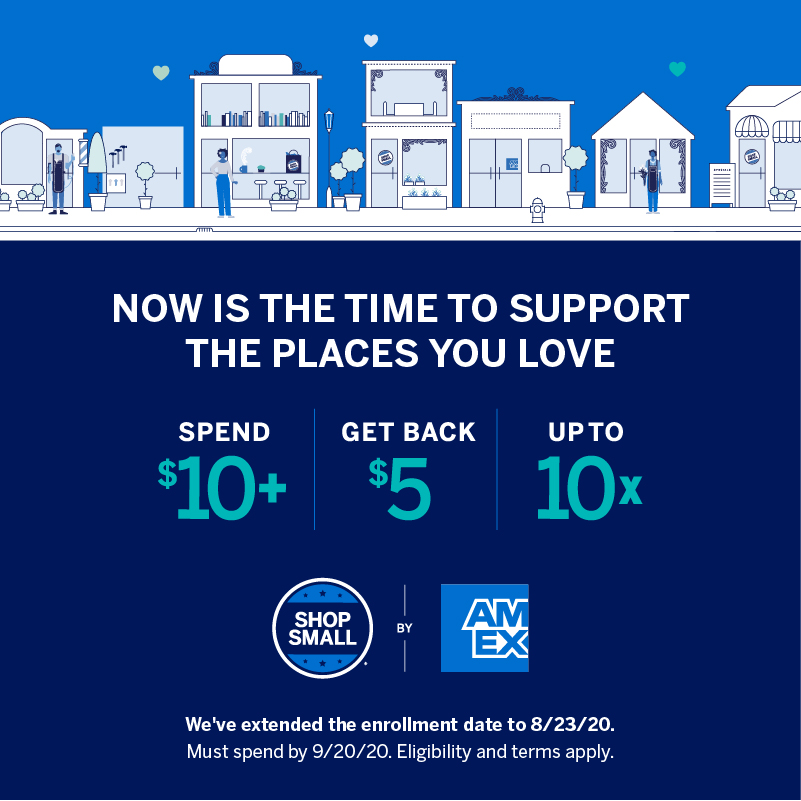 NOW IS THE TIME TO SUPPORT
THE PLACES YOU LOVE
SPEND
$10+
GET BACK
$5
UP TO
10x
SHOP
SMALL
BY
AM
EX
We've extended the enrollment date to 8/23/20.
Must spend by 9/20/20. Eligibility and terms apply.